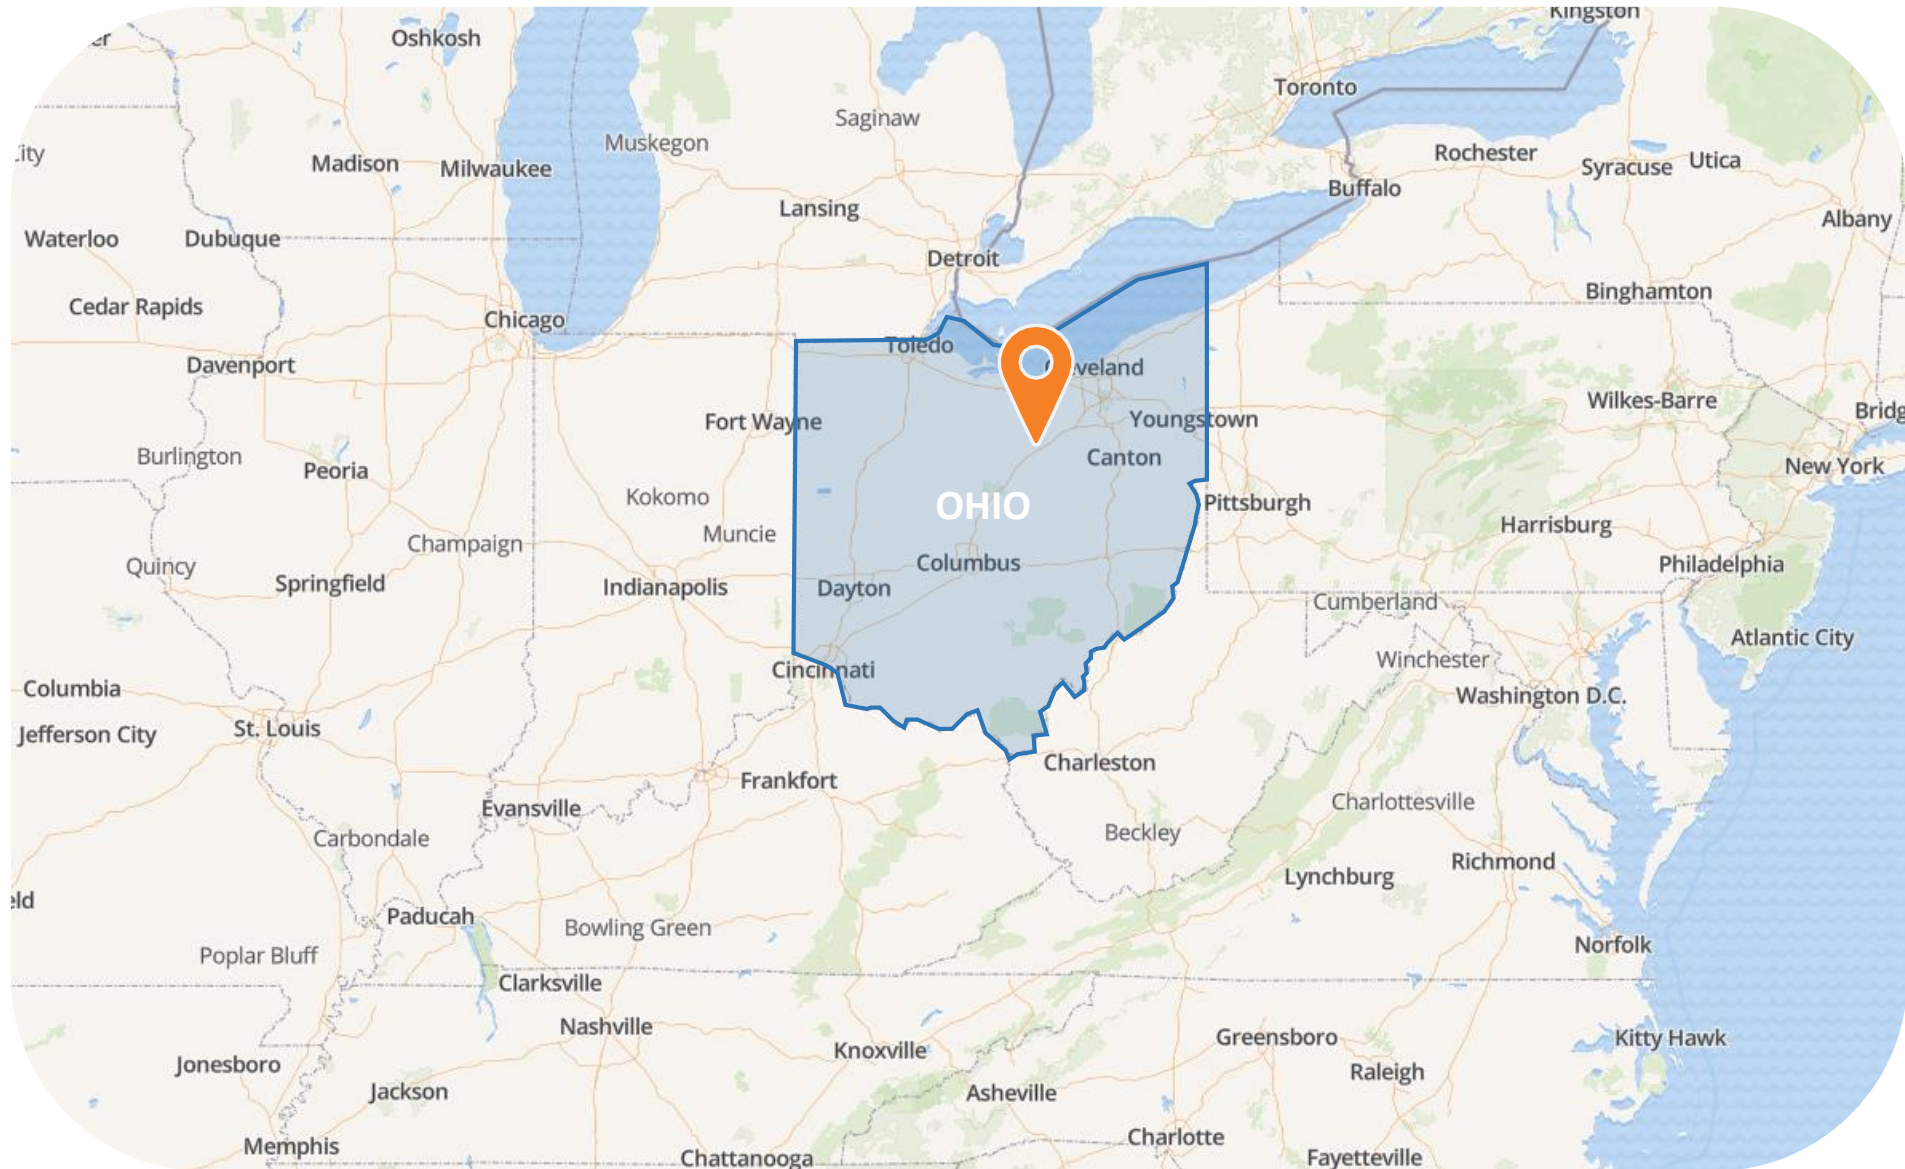 Kingston
Oshkosh
er
Toronto
Saginaw
Muskegon
City
Madison
Milwaukee
Rochester
Syracuse
Utica
Buffalo
Lansing
Albany
Waterloo
Dubuque
Detroit
Binghamton
Cedar Rapids
Chicago
Toledo
Davenport
Wilkes-Barre
Bridg
Fort Wayne
Youngstown
Burlington
Peoria
Canton
New York
Kokomo
OHIO
Pittsburgh
Harrisburg
Muncie
Champaign
Columbus
Quincy
Philadelphia
Springfield
Indianapolis
Dayton
Cumberland
Atlantic City
Winchester
Cincinnati
Columbia
Washington D.C.
St. Louis
Jefferson City
Charleston
Frankfort
Charlottesville
Evansville
Beckley
Carbondale
Richmond
Lynchburg
eld
Paducah
Bowling Green
Norfolk
Poplar Bluff
Clarksville
Nashville
Greensboro
Kitty Hawk
Knoxville
Jonesboro
Raleigh
Jackson
Asheville
Charlotte
Memphis
Chattanooga
Fayetteville